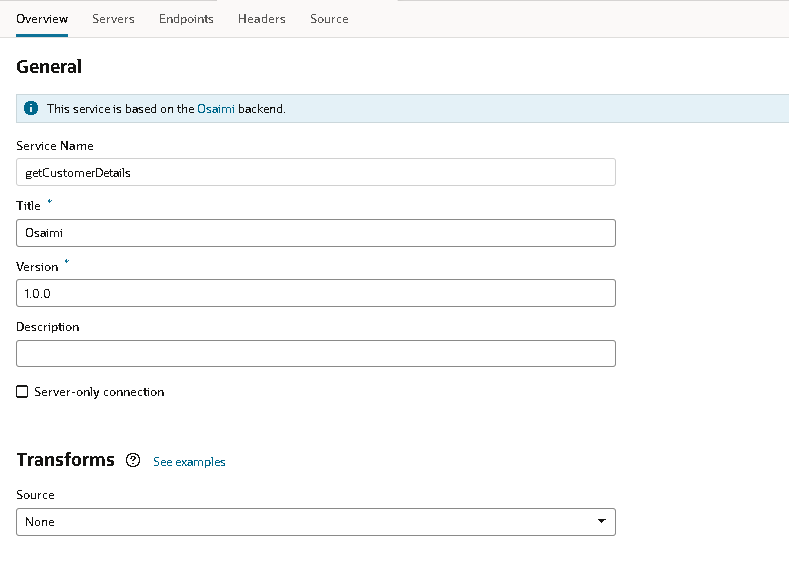 Overview Servers Endpoints Headers Source
General
This service is based on the Osaimi backend.
Service Name
getCustomerDetails
Title *
Osaimi
Version *
1.0.0
Description
Server-only connection
Transforms ? See examples
Source
None